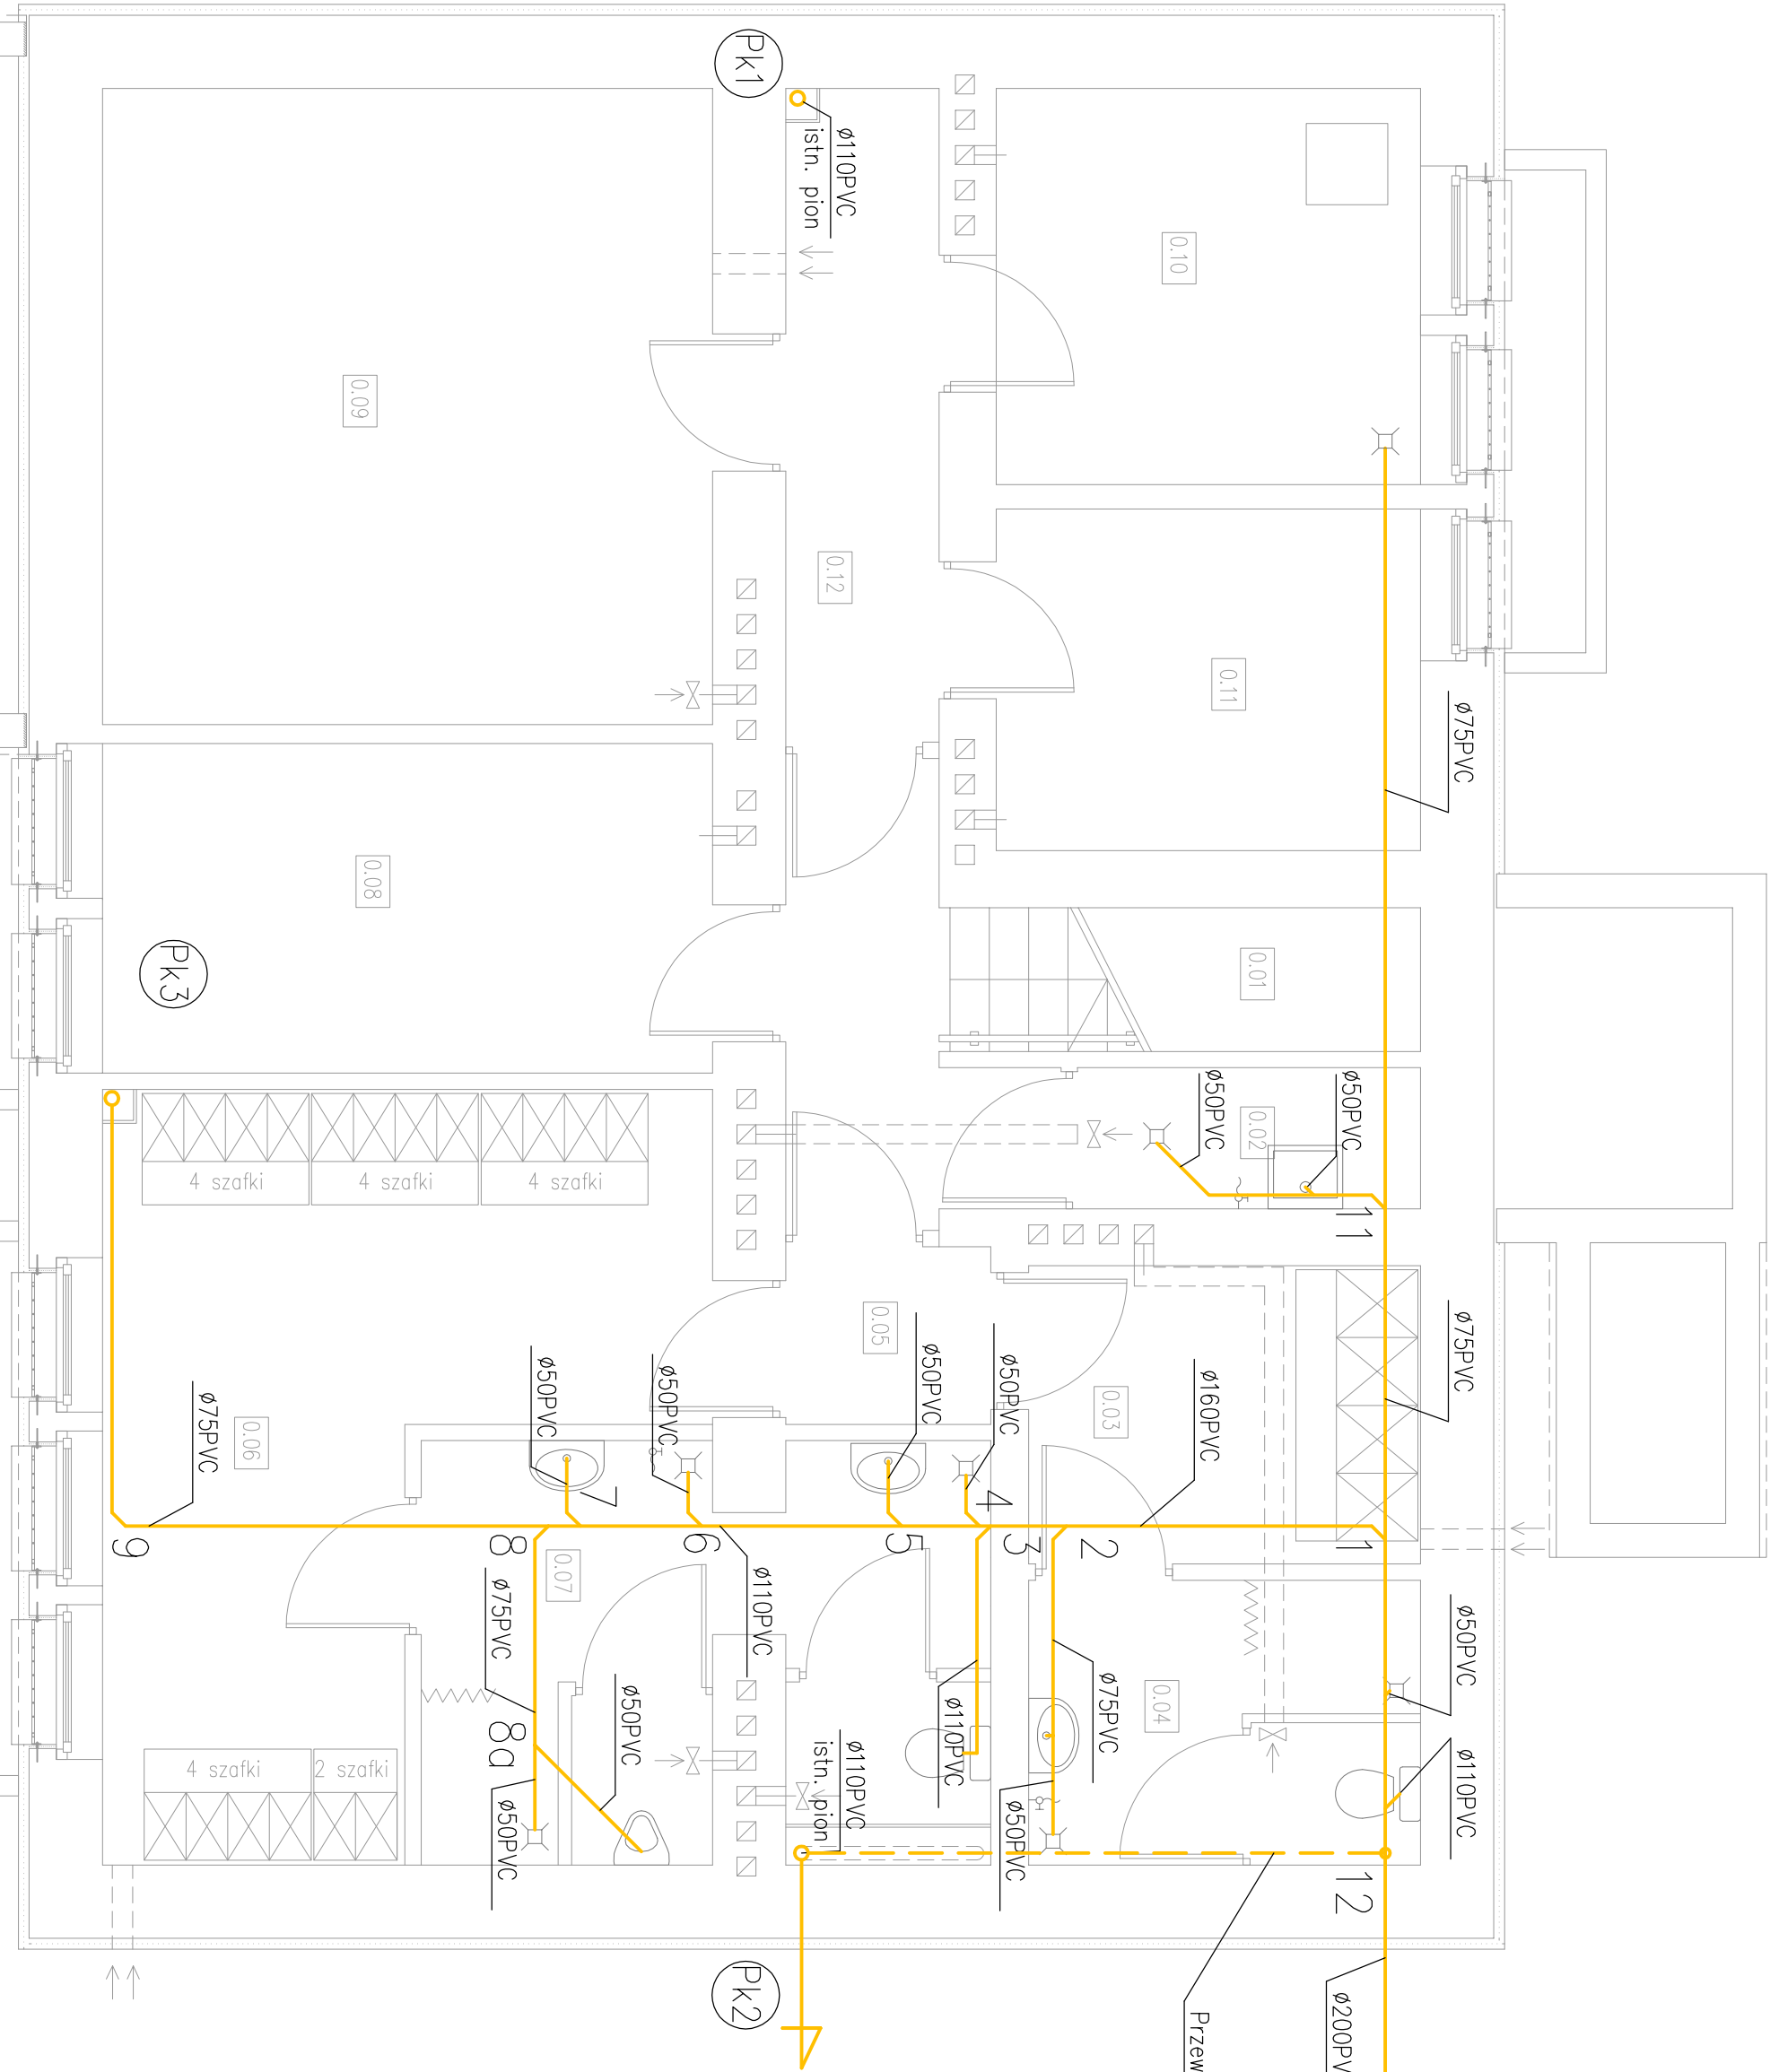 Pk1
ø110PVC
istn. pion
0.10
0.09
0.12
0.11
ø75PVC
0.08
Pk3
0.01
0.02
ø50PVC
ø50PVC
11
4 szafki
4 szafki
4 szafki
0.05
0.03
ø75PVC
ø160PVC
ø50PVC
ø50PVC
ø50PVC
ø50PVC
ø75PVC
0.06
7
4
1
2
3
5
6
8
9
0.07
ø110PVC
ø75PVC
ø50PVC
ø50PVC
ø75PVC
0.04
ø110PVC
8a
ø110PVC
istn. pion
ø110PVC
4 szafki
2 szafki
ø50PVC
ø50PVC
12
Pk2